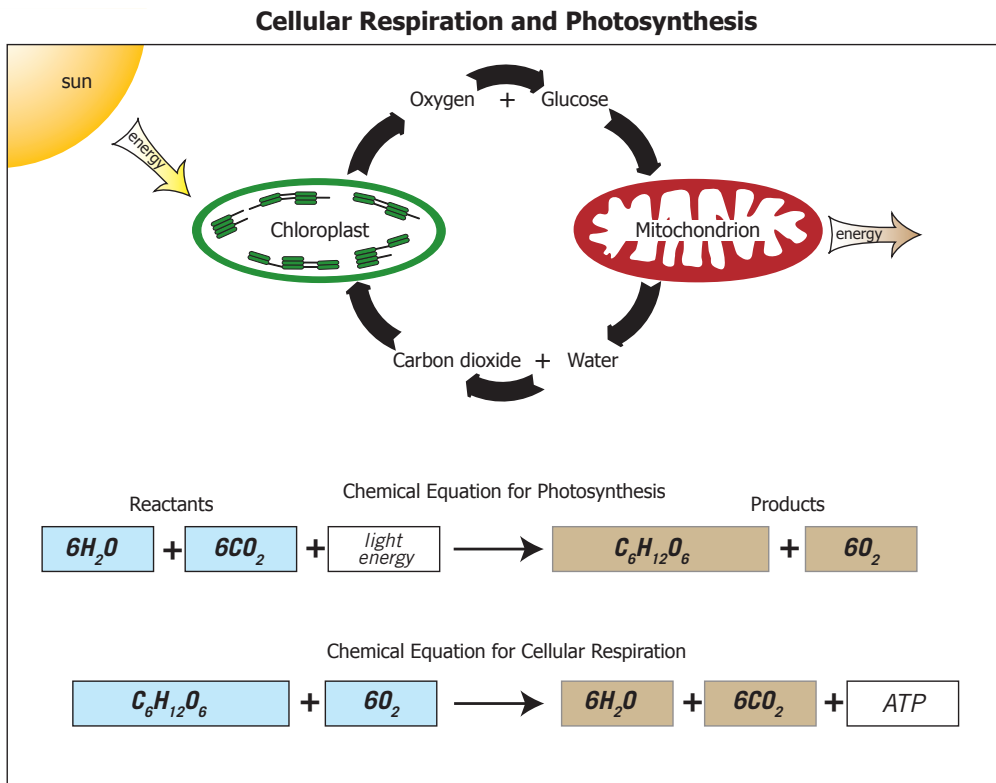 Cellular Respiration and Photosynthesis
sun
energy
Oxygen + Glucose
Chloroplast
Mitochondrion
energy
Carbon dioxide + Water
Chemical Equation for Photosynthesis
Reactants
Products
6H₂O + 6CO₂ + light energy → C₆H₁₂O₆ + 6O₂
Chemical Equation for Cellular Respiration
C₆H₁₂O₆ + 6O₂ → 6H₂O + 6CO₂ + ATP